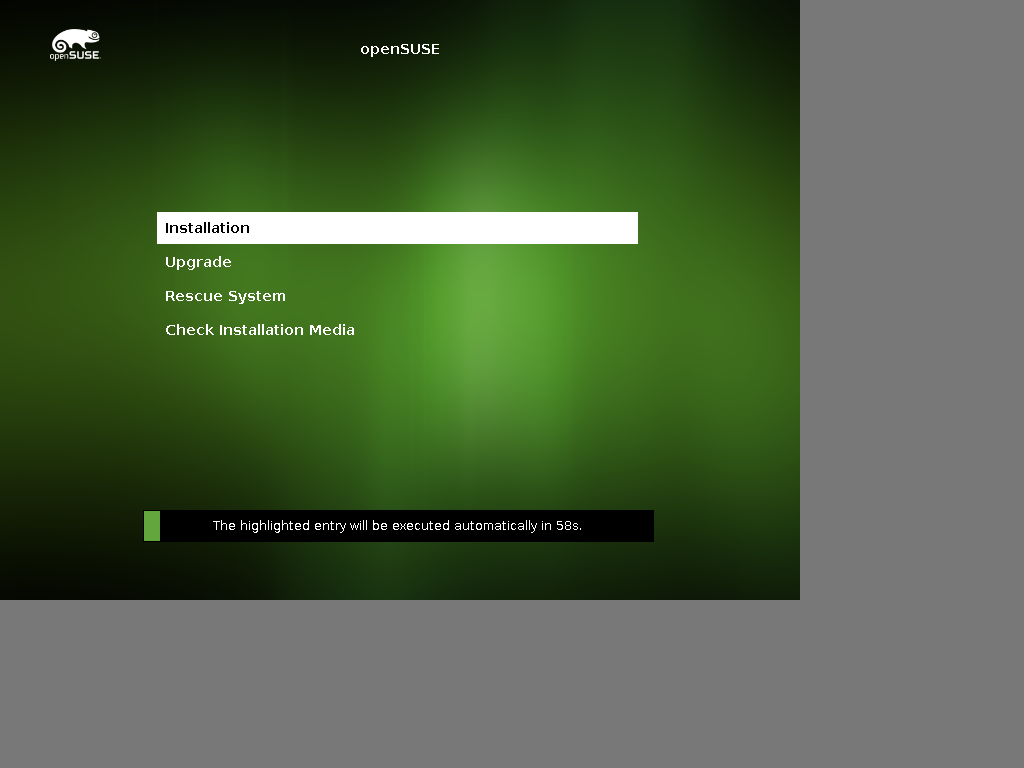 openSUSE
openSUSE
Installation
Upgrade
Rescue System
Check Installation Media
The highlighted entry will be executed automatically in 58s.